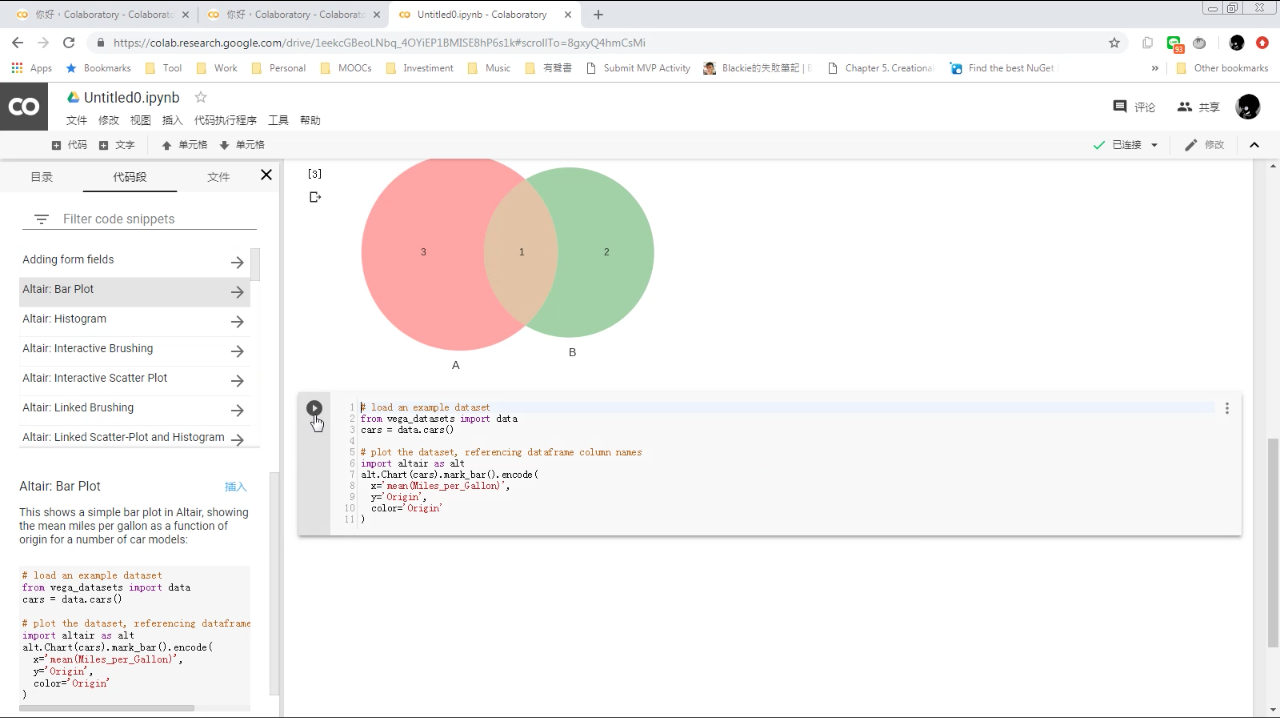 你好，Colaboratory - Colaborato
你好，Colaboratory - Colaborato
Untitled0.ipynb - Colaboratory
https://colab.research.google.com/drive/1eekcGBeoLNbq_4OYiEP1BMISERhP6s1k#scrollTo=8gxyQ4hmCsMi
93
Apps
Bookmarks
Tool
Work
Personal
MOOCs
Investiment
Music
有聲書
Submit MVP Activity
Blackie的失敗筆記 |
Chapter 5. Creationa
Find the best NuGet
»
Other bookmarks
CO
Untitled0.ipynb
评论
共享
文件
修改
视图
插入
代码执行程序
工具
帮助
代码
文字
单元格
单元格
已连接
修改
目录
代码段
文件
Filter code snippets
Adding form fields
Altair: Bar Plot
Altair: Histogram
Altair: Interactive Brushing
Altair: Interactive Scatter Plot
Altair: Linked Brushing
Altair: Linked Scatter-Plot and Histogram
Altair: Bar Plot
插入
This shows a simple bar plot in Altair, showing
the mean miles per gallon as a function of
origin for a number of car models:
# load an example dataset
from vega_datasets import data
cars = data.cars()
# plot the dataset, referencing dataframe
import altair as alt
alt.Chart(cars).mark_bar().encode(
x='mean(Miles_per_Gallon)',
y='Origin',
color='Origin'
)
[3]
3
1
2
A
B
1 # load an example dataset
2 from vega_datasets import data
3 cars = data.cars()
4
5 # plot the dataset, referencing dataframe column names
6 import altair as alt
7 alt.Chart(cars).mark_bar().encode(
8 x='mean(Miles_per_Gallon)',
9 y='Origin',
10 color='Origin'
11 )